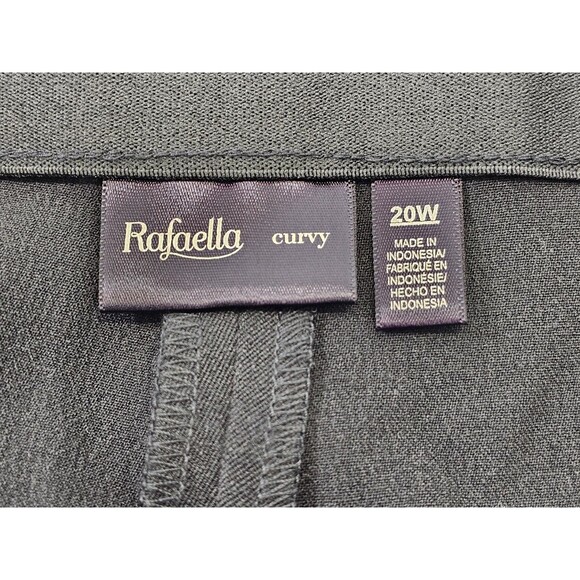 Rafaella curvy
20W
MADE IN
INDONESIA/
FABRIQUÉ EN
INDONÉSIE/
HECHO EN
INDONESIA